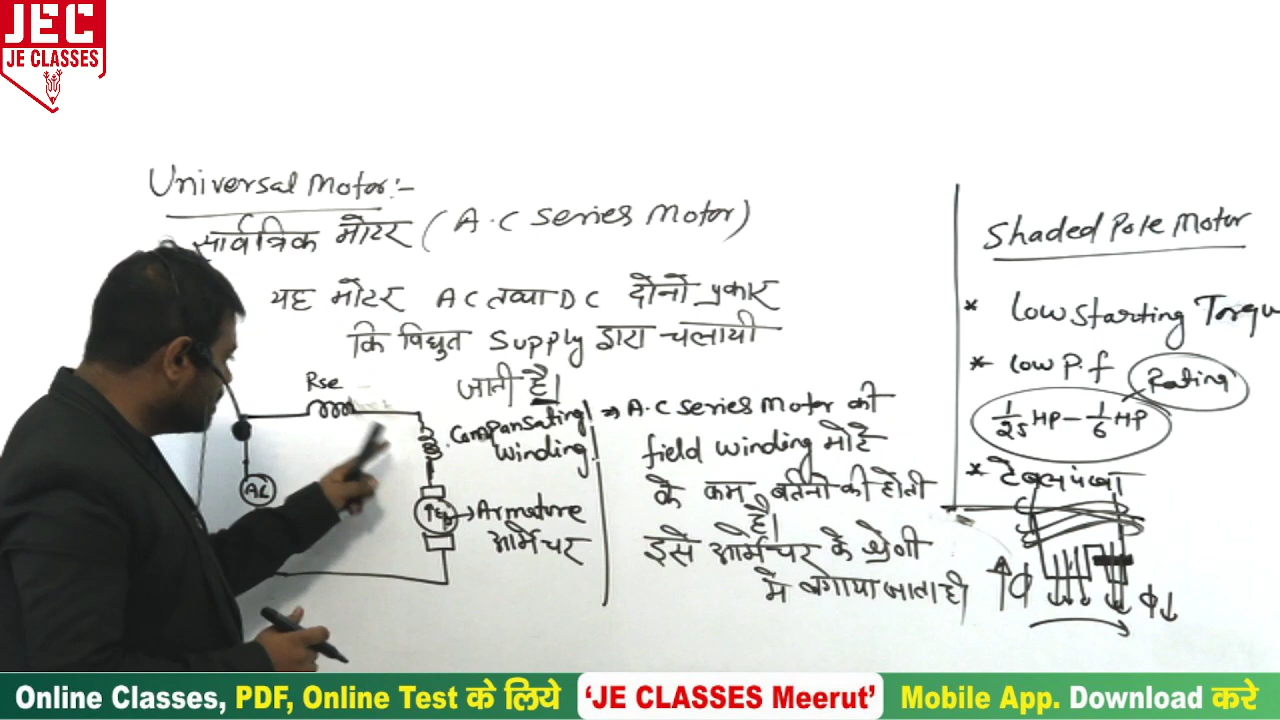 JEC
JE CLASSES
Universal Motor:-
सार्वत्रिक मोटर ( A.C Series Motor)
यह मोटर AC तथा DC दोनो प्रकार
कि विद्युत Supply द्वारा चलायी
जाती है।
Rse
AC
Compansating
winding
Armature
आर्मेचर
→ A.C series Motor की
field winding मोटे
के कम बर्तनो की होती
है।
इसे आर्मेचर के श्रेणी
में लगाया जाता है।
Shaded Pole Motor
* Low Starting Torqu
* Low P.f
Rating
1/25 HP - 1/6 HP
* टेबल पंखा
↑ϕ
ϕ↓
Online Classes, PDF, Online Test के लिये 'JE CLASSES Meerut' Mobile App. Download करे